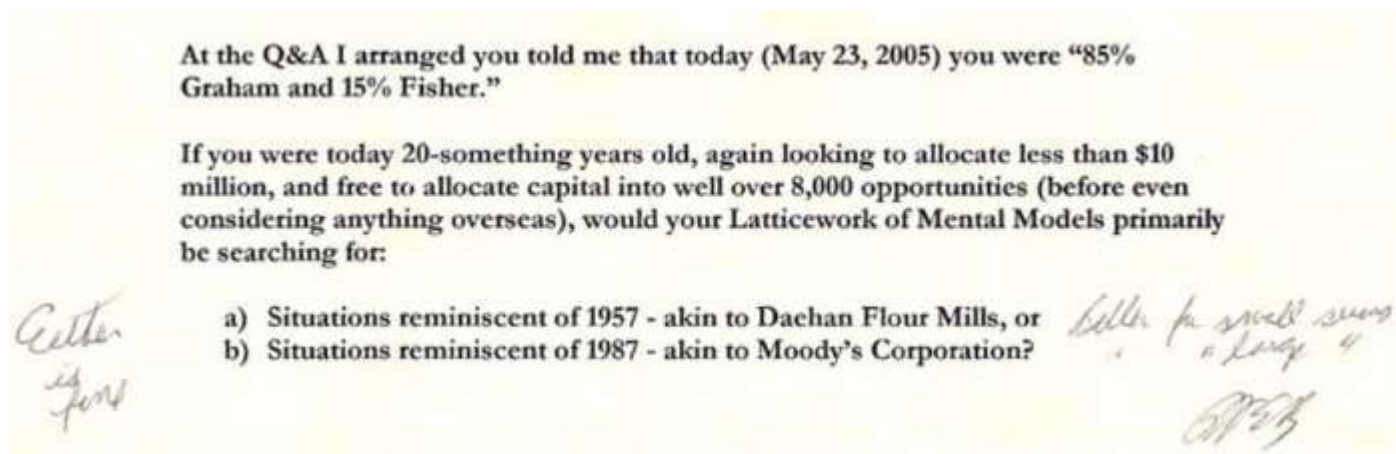 At the Q&A I arranged you told me that today (May 23, 2005) you were “85%
Graham and 15% Fisher.”
If you were today 20-something years old, again looking to allocate less than $10
million, and free to allocate capital into well over 8,000 opportunities (before even
considering anything overseas), would your Latticework of Mental Models primarily
be searching for:
Either
is
fine
a) Situations reminiscent of 1957 - akin to Daehan Flour Mills, or
better for small sums
b) Situations reminiscent of 1987 - akin to Moody’s Corporation?
" " large "
WEB